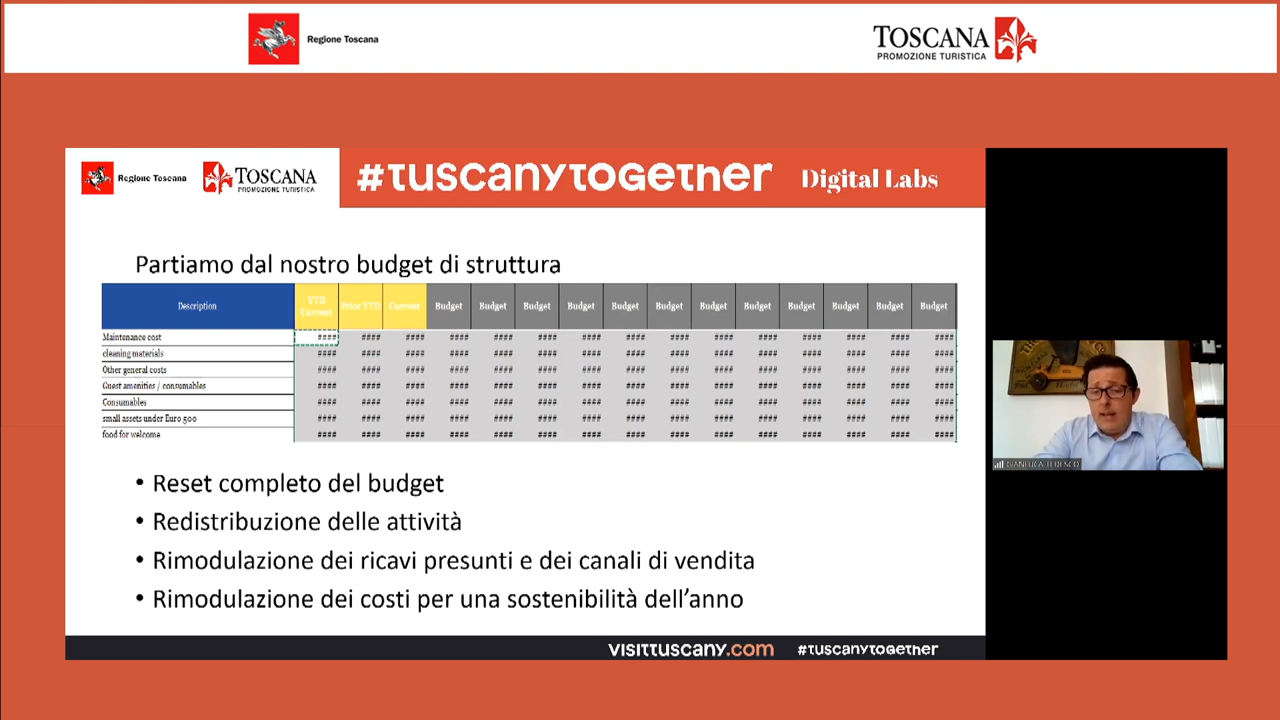 Regione Toscana
TOSCANA
PROMOZIONE TURISTICA
Regione Toscana
TOSCANA
PROMOZIONE TURISTICA
#tuscanytogether Digital Labs
Partiamo dal nostro budget di struttura
Description YTD Current Prior YTD Current Budget Budget Budget Budget Budget Budget Budget Budget Budget Budget Budget Budget
Maintenance cost #### #### #### #### #### #### #### #### #### #### #### #### #### #### ####
cleaning materials #### #### #### #### #### #### #### #### #### #### #### #### #### #### ####
Other general costs #### #### #### #### #### #### #### #### #### #### #### #### #### #### ####
Guest amenities / consumables #### #### #### #### #### #### #### #### #### #### #### #### #### #### ####
Consumables #### #### #### #### #### #### #### #### #### #### #### #### #### #### ####
small assets under Euro 500 #### #### #### #### #### #### #### #### #### #### #### #### #### #### ####
food for welcome #### #### #### #### #### #### #### #### #### #### #### #### #### #### ####
GIANLUCA TEDESCO
• Reset completo del budget
• Redistribuzione delle attività
• Rimodulazione dei ricavi presunti e dei canali di vendita
• Rimodulazione dei costi per una sostenibilità dell'anno
visittuscany.com #tuscanytogether